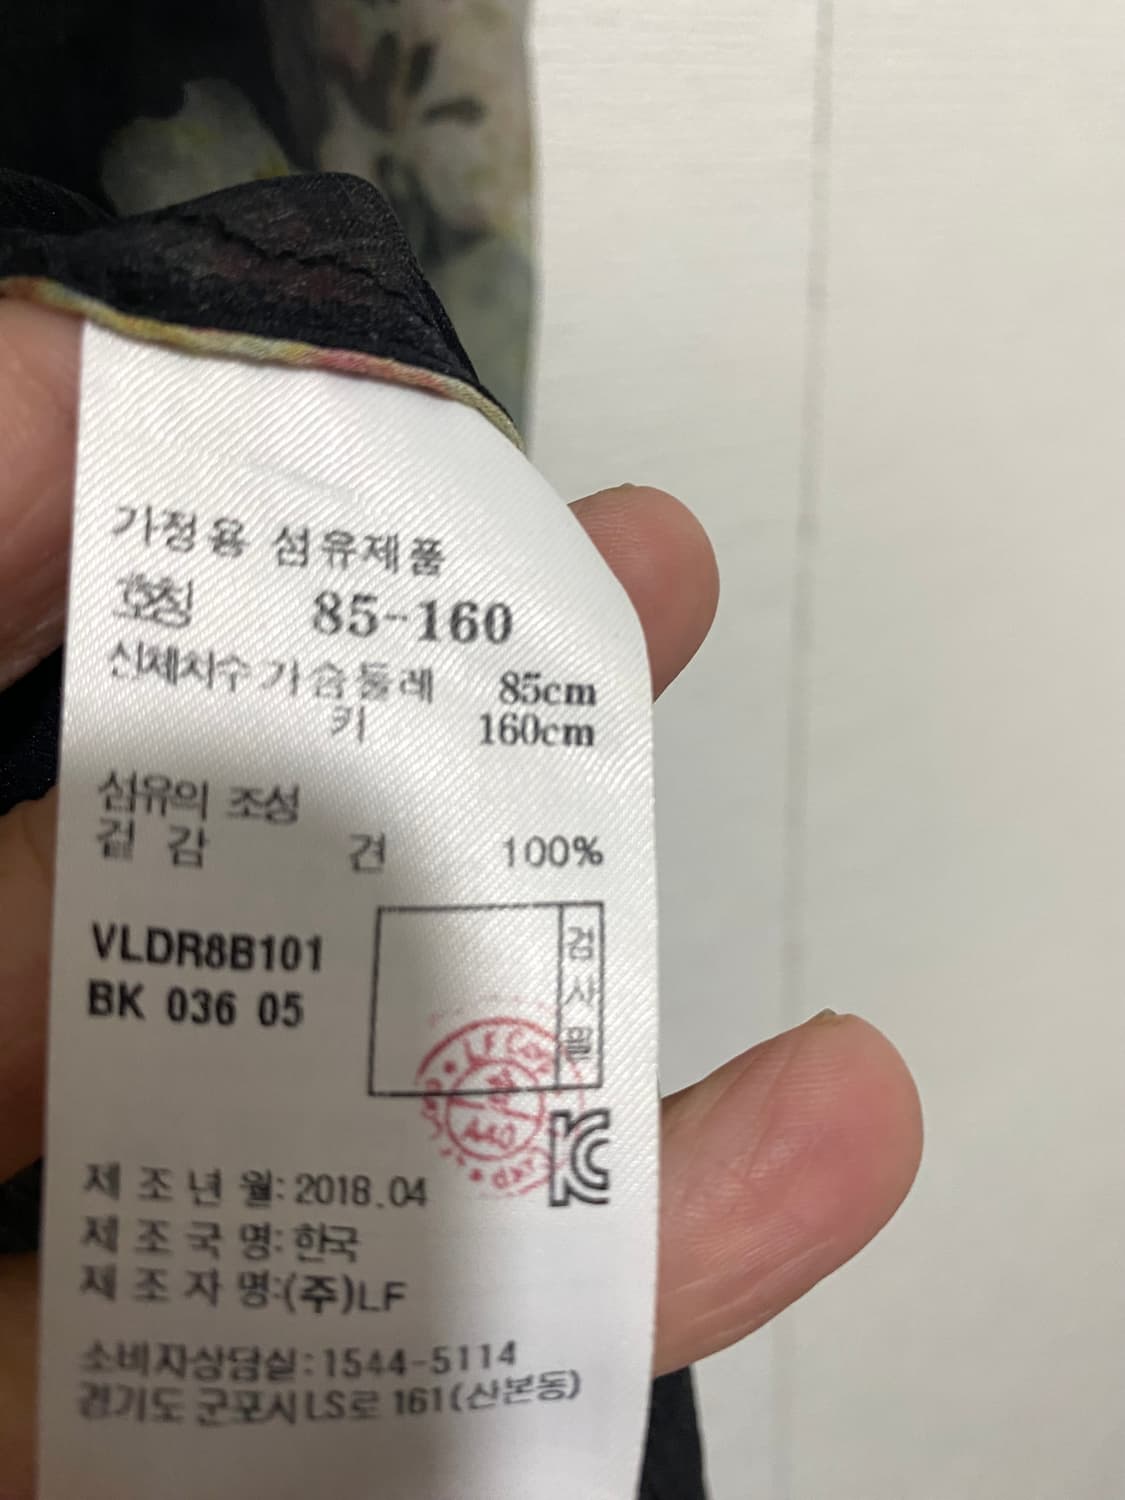 가정용 섬유제품
호칭 85-160
신체치수 가슴둘레 85cm
키 160cm
섬유의 조성
겉 감 견 100%
VLDR8B101
BK 036 05
검사필
LF Co
KC
제 조 년 월: 2018.04
제 조 국 명: 한국
제 조 자 명:(주)LF
소비자상담실:1544-5114
경기도 군포시 LS로 161(산본동)